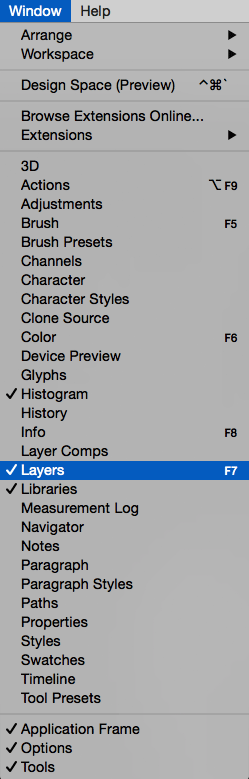 Window Help
Arrange ▶
Workspace ▶
Design Space (Preview) ^⌘`
Browse Extensions Online...
Extensions ▶
3D
Actions ⌥ F9
Adjustments
Brush F5
Brush Presets
Channels
Character
Character Styles
Clone Source
Color F6
Device Preview
Glyphs
✓ Histogram
History
Info F8
Layer Comps
✓ Layers F7
✓ Libraries
Measurement Log
Navigator
Notes
Paragraph
Paragraph Styles
Paths
Properties
Styles
Swatches
Timeline
Tool Presets
✓ Application Frame
✓ Options
✓ Tools